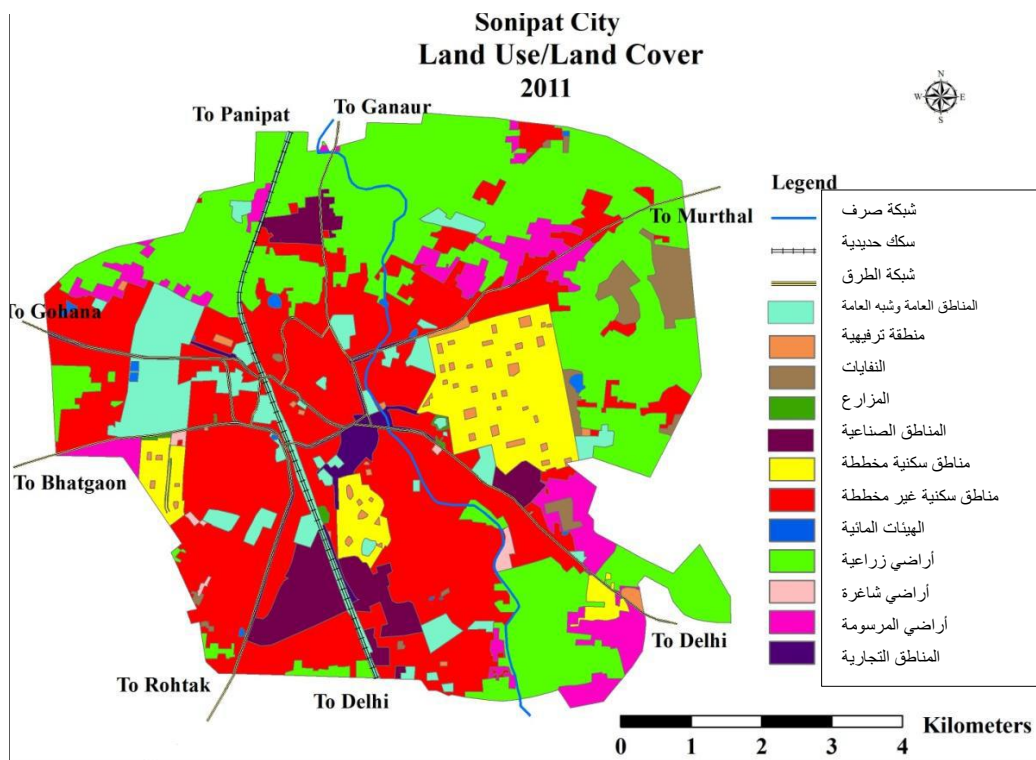 Sonipat City
Land Use/Land Cover
2011
N
W E
S
To Panipat
To Ganaur
To Murthal
To Gohana
To Bhatgaon
To Rohtak
To Delhi
To Delhi
Legend
شبكة صرف
سكك حديدية
شبكة الطرق
المناطق العامة وشبه العامة
منطقة ترفيهية
النفايات
المزارع
المناطق الصناعية
مناطق سكنية مخططة
مناطق سكنية غير مخططة
الهيئات المائية
أراضي زراعية
أراضي شاغرة
أراضي المرسومة
المناطق التجارية
Kilometers
0 1 2 3 4